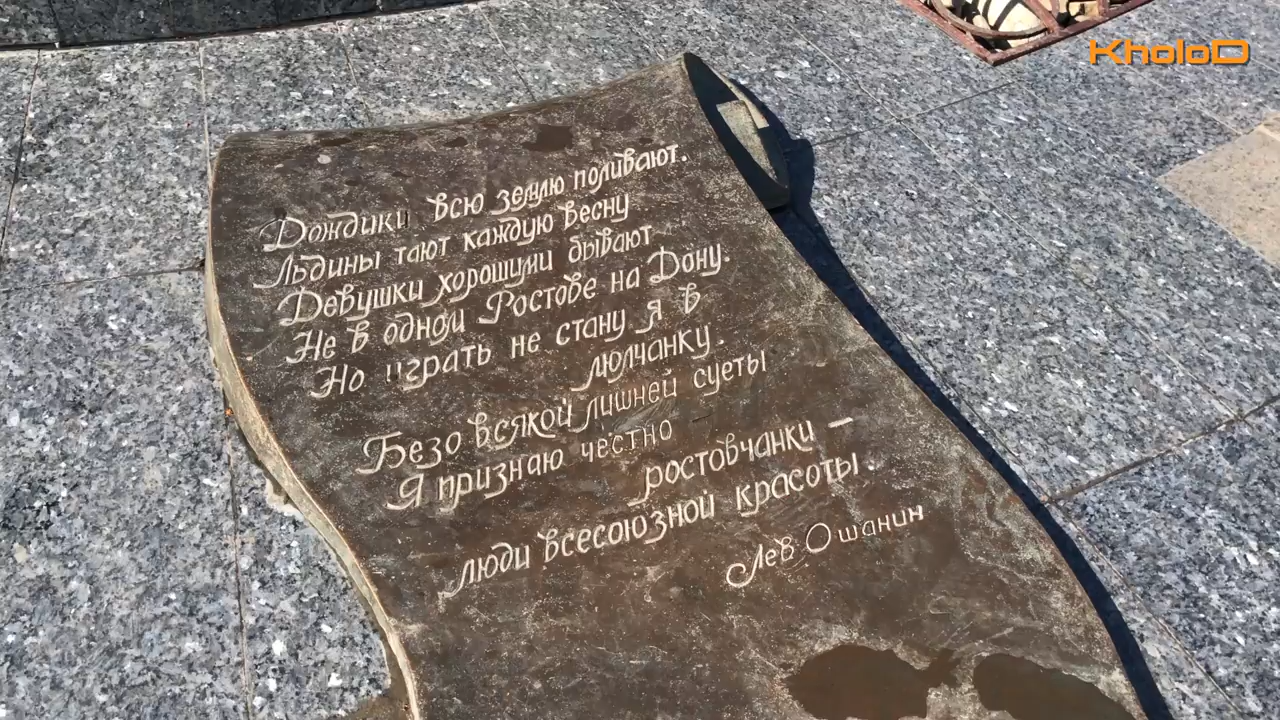 KholoD
Дождики всю землю поливают.
Льдины тают каждую весну
Девушки хорошими бывают
Не в одном Ростове на Дону.
Но играть не стану я в
молчанку.
Безо всякой лишней суеты
Я признаю честно
ростовчанки –
люди всесоюзной красоты.
Лев Ошанин